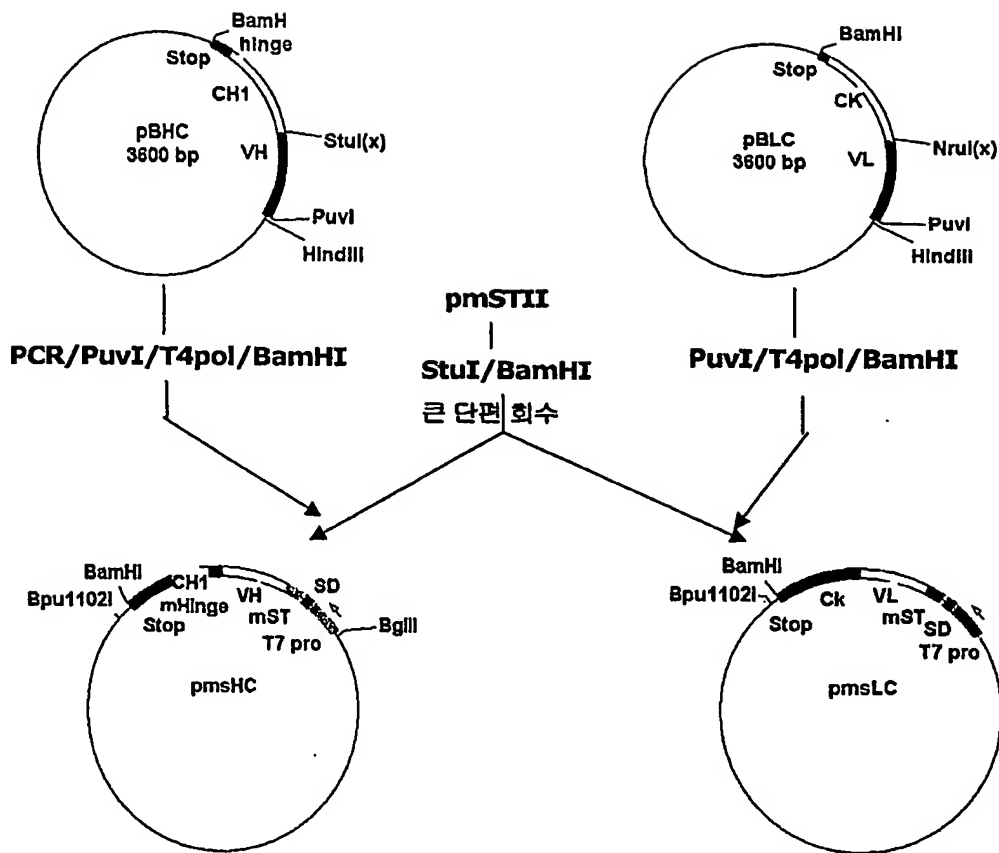 BamH
hinge
Stop
CH1
pBHC
3600 bp
StuI(x)
VH
PuvI
HindIII
BamHI
Stop
CK
pBLC
3600 bp
NruI(x)
VL
PuvI
HindIII
pmSTII
PCR/PuvI/T4pol/BamHI
StuI/BamHI
큰 단편 회수
PuvI/T4pol/BamHI
BamHI
Bpu1102I
CH1
mHinge
Stop
VH
mST
SD
T7 pro
BglII
pmsHC
BamHI
Bpu1102I
Stop
Ck
VL
mST
SD
T7 pro
pmsLC